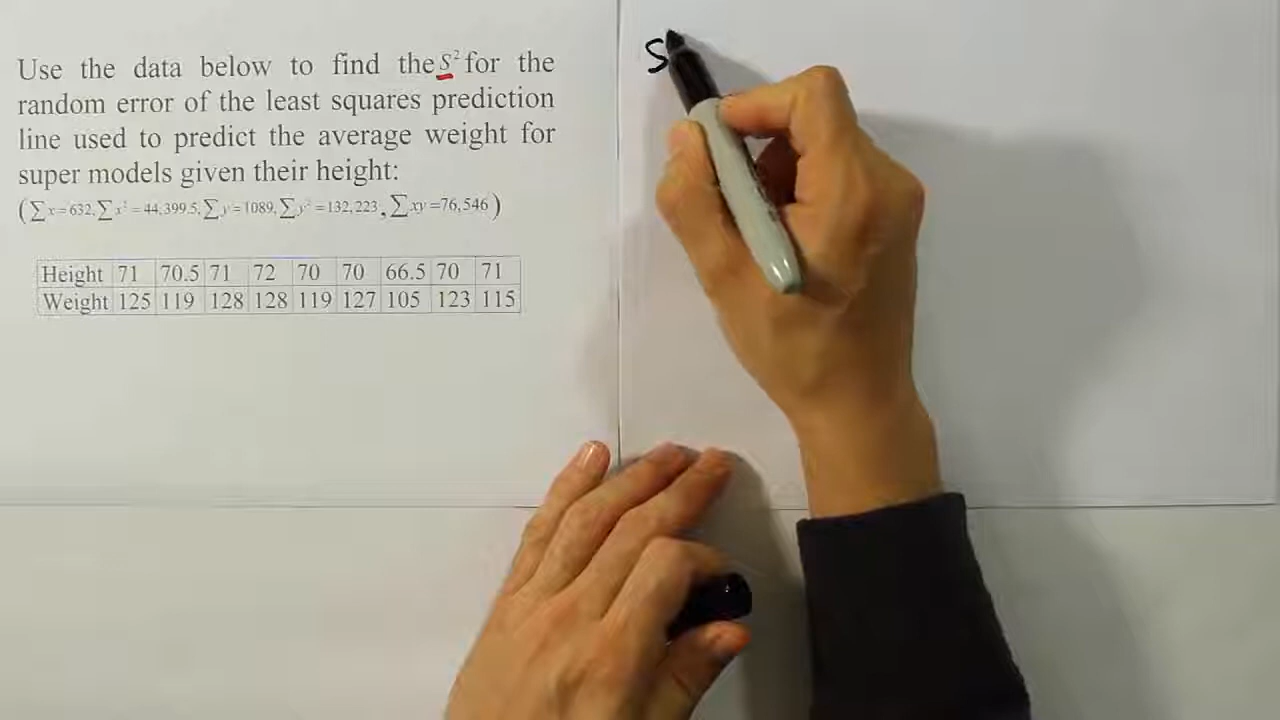 Use the data below to find the S² for the
random error of the least squares prediction
line used to predict the average weight for
super models given their height:
(∑x=632, ∑x² = 44,399.5, ∑y=1089, ∑y² =132,223, ∑xy =76,546)
Height 71 70.5 71 72 70 70 66.5 70 71
Weight 125 119 128 128 119 127 105 123 115
S